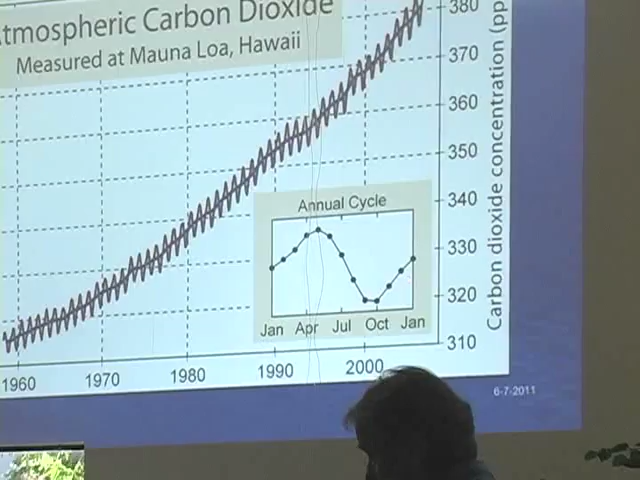 Atmospheric Carbon Dioxide
Measured at Mauna Loa, Hawaii
380
370
360
350
340
330
320
310
Carbon dioxide concentration (pp
Annual Cycle
Jan Apr Jul Oct Jan
1960 1970 1980 1990 2000
6-7-2011